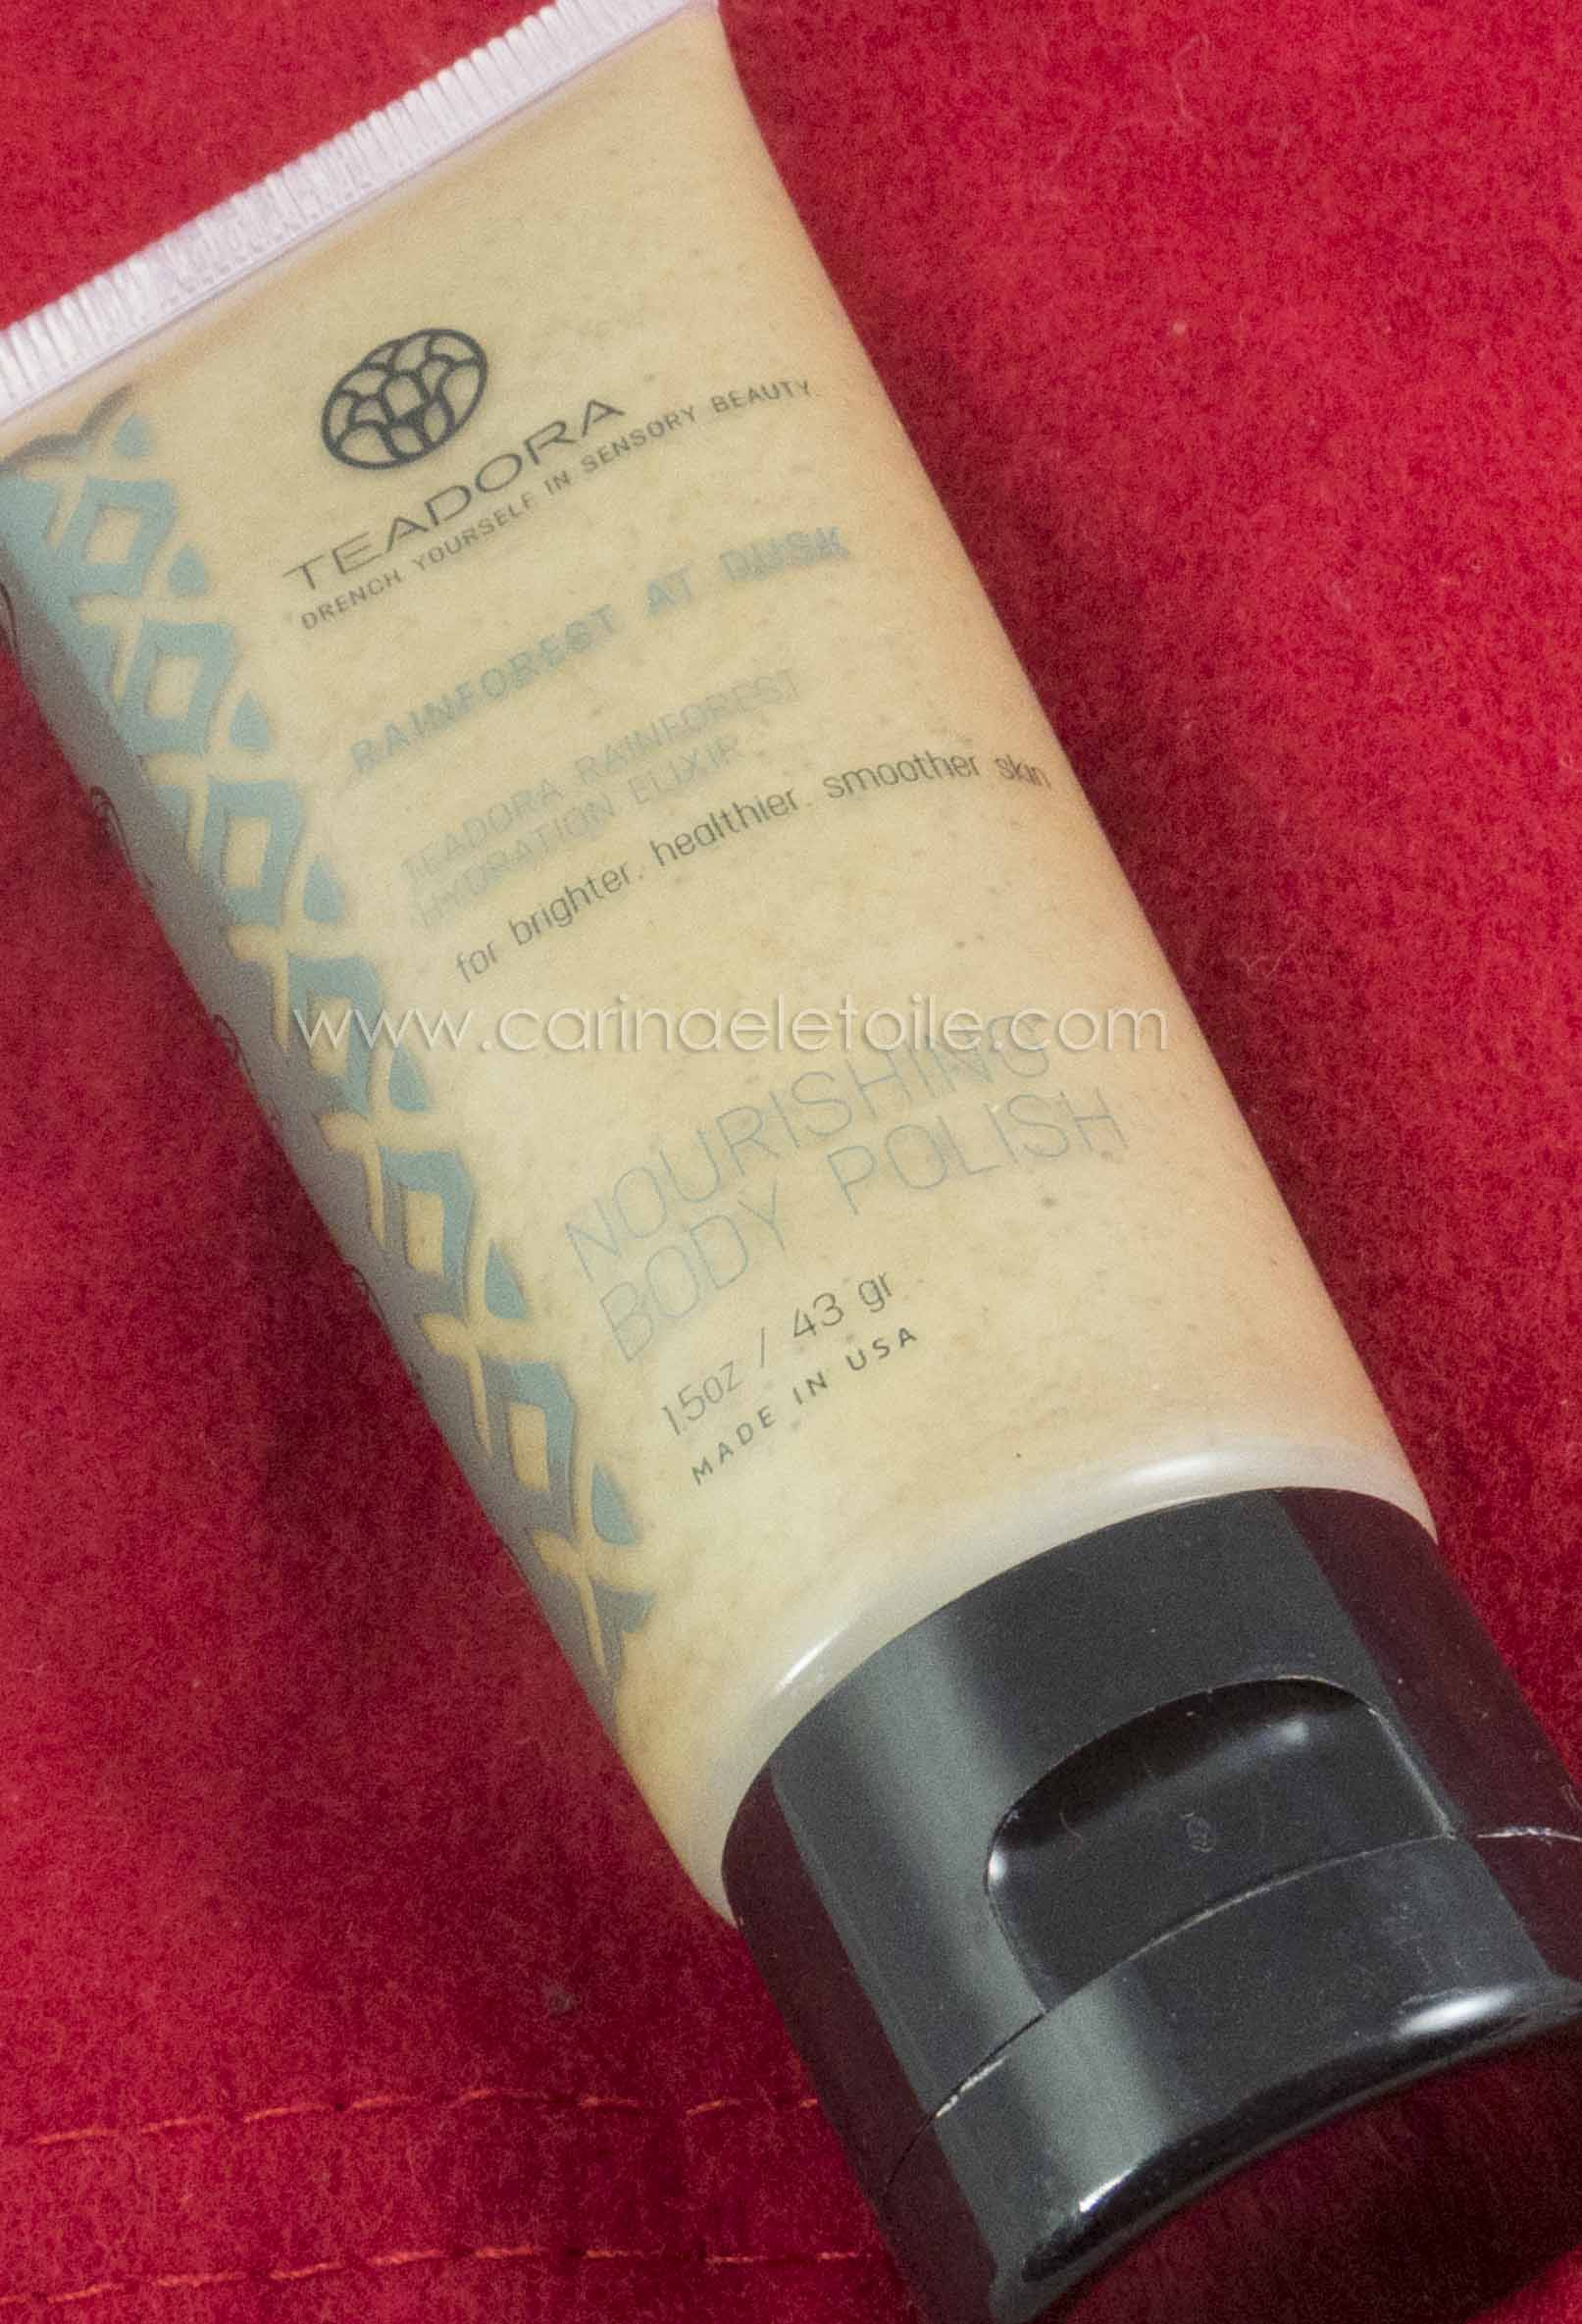 TEADORA
DRENCH YOURSELF IN SENSORY BEAUTY.
RAINFOREST AT DUSK
TEADORA RAINFOREST
HYDRATION ELIXIR
for brighter, healthier, smoother skin
www.carinaeletoile.com
NOURISHING
BODY POLISH
1.5oz / 43 gr
MADE IN USA